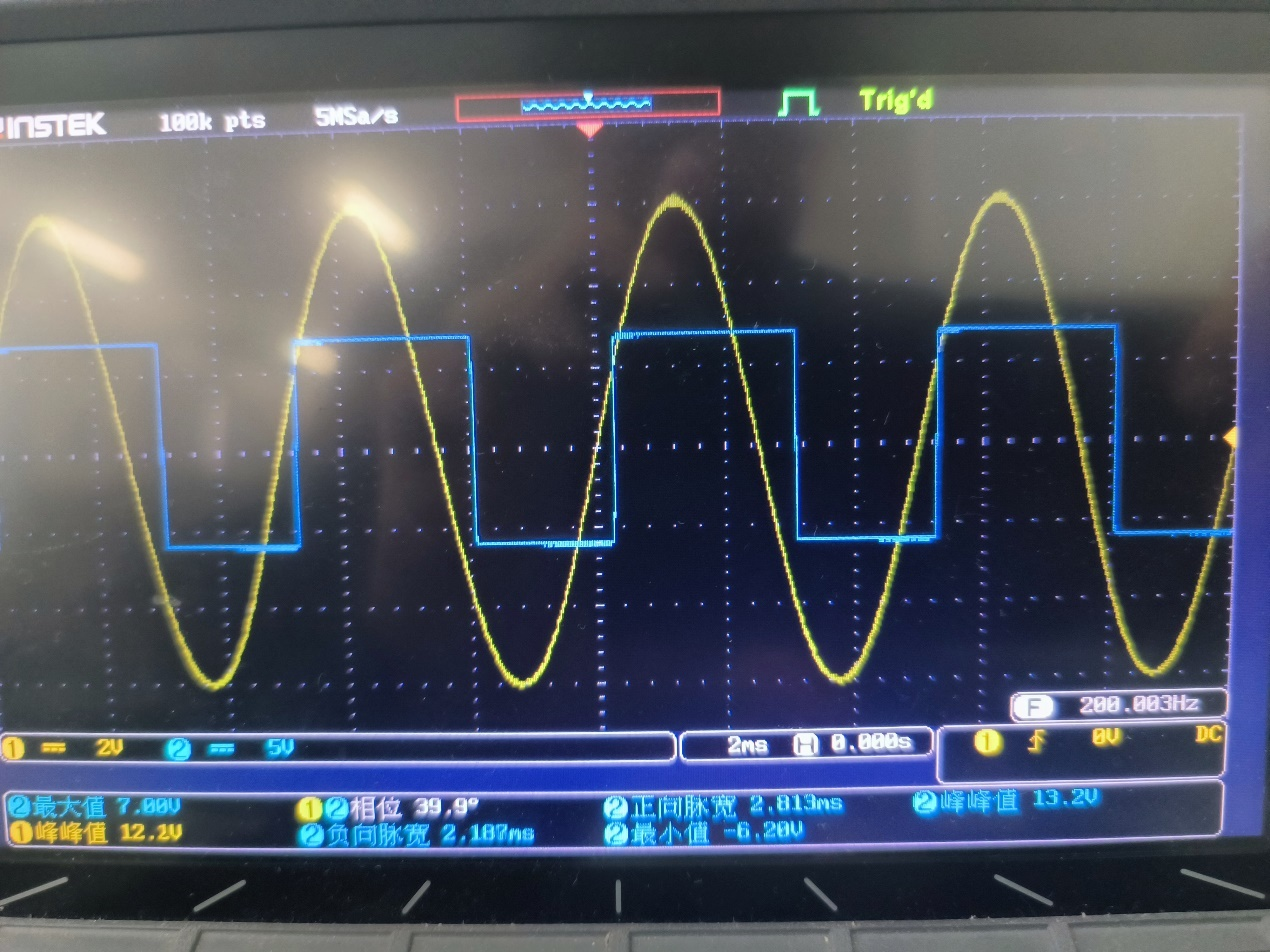 INSTEK 100k pts 5MSa/s Trig'd
F 200.003Hz
1 2V 2 5V 2ms H 0.000s 1 0V DC
2最大值 7.00V 12相位 39.9° 2正向脉宽 2.813ms 2峰峰值 13.2V
1峰峰值 12.2V 2负向脉宽 2.187ms 2最小值 -6.20V